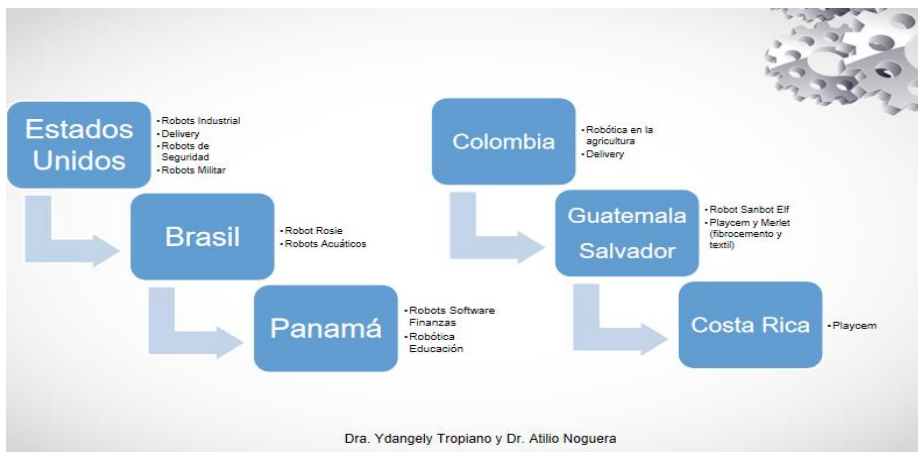 Estados
Unidos
• Robots Industrial
• Delivery
• Robots de
Seguridad
• Robots Militar
Brasil
• Robot Rosie
• Robots Acuáticos
Panamá
• Robots Software
Finanzas
• Robótica
Educación
Colombia
• Robótica en la
agricultura
• Delivery
Guatemala
Salvador
• Robot Sanbot Elf
• Playcem y Merlet
(fibrocemento y
textil)
Costa Rica
• Playcem
Dra. Ydangely Tropiano y Dr. Atilio Noguera